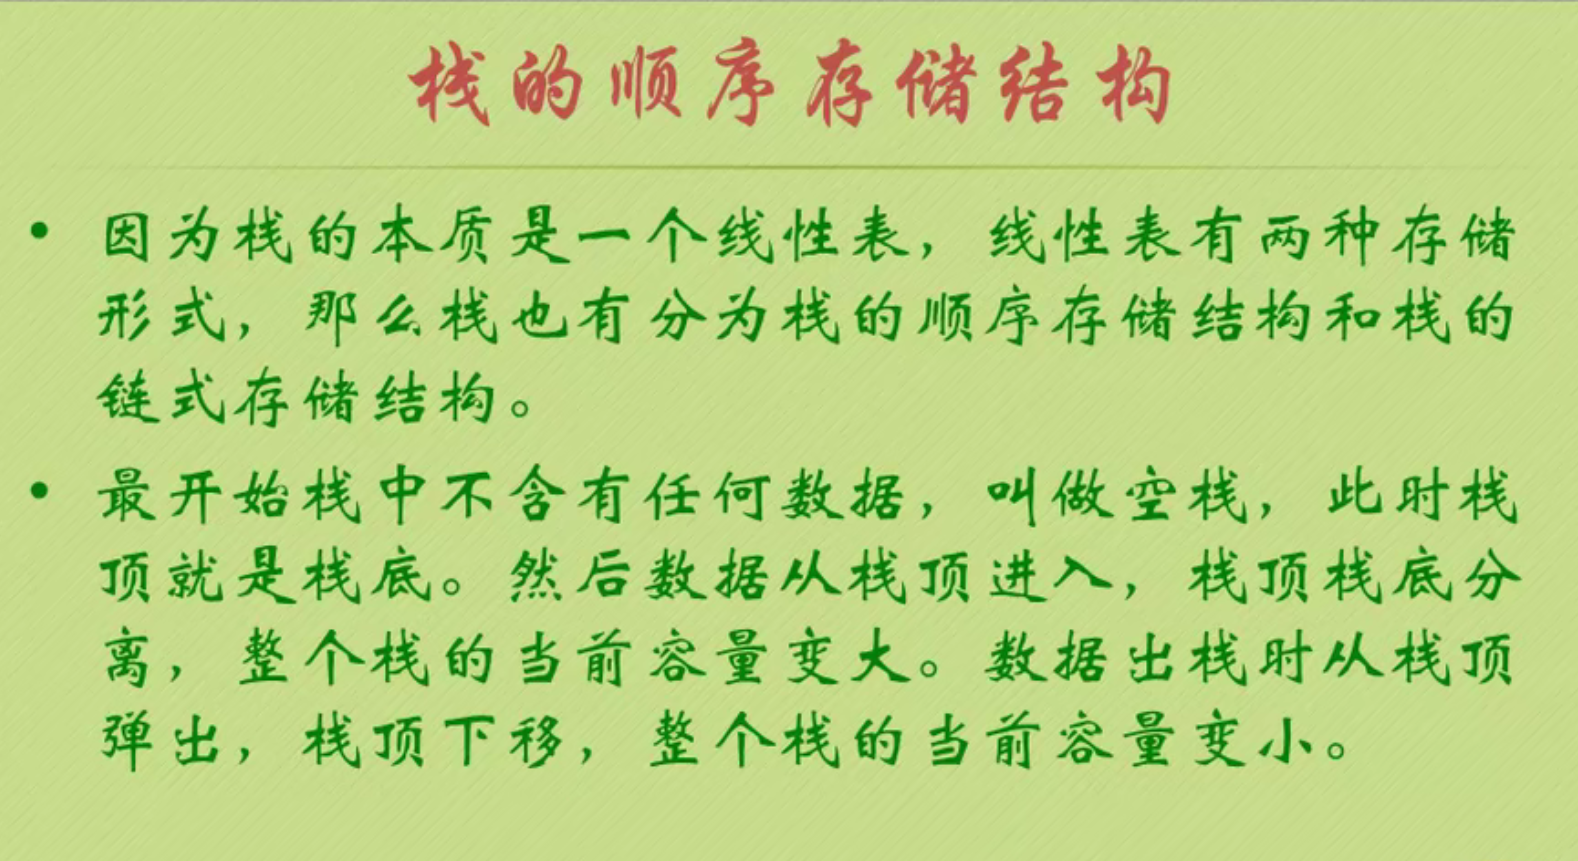 栈的顺序存储结构
• 因为栈的本质是一个线性表，线性表有两种存储
形式，那么栈也有分为栈的顺序存储结构和栈的
链式存储结构。
• 最开始栈中不含有任何数据，叫做空栈，此时栈
顶就是栈底。然后数据从栈顶进入，栈顶栈底分
离，整个栈的当前容量变大。数据出栈时从栈顶
弹出，栈顶下移，整个栈的当前容量变小。